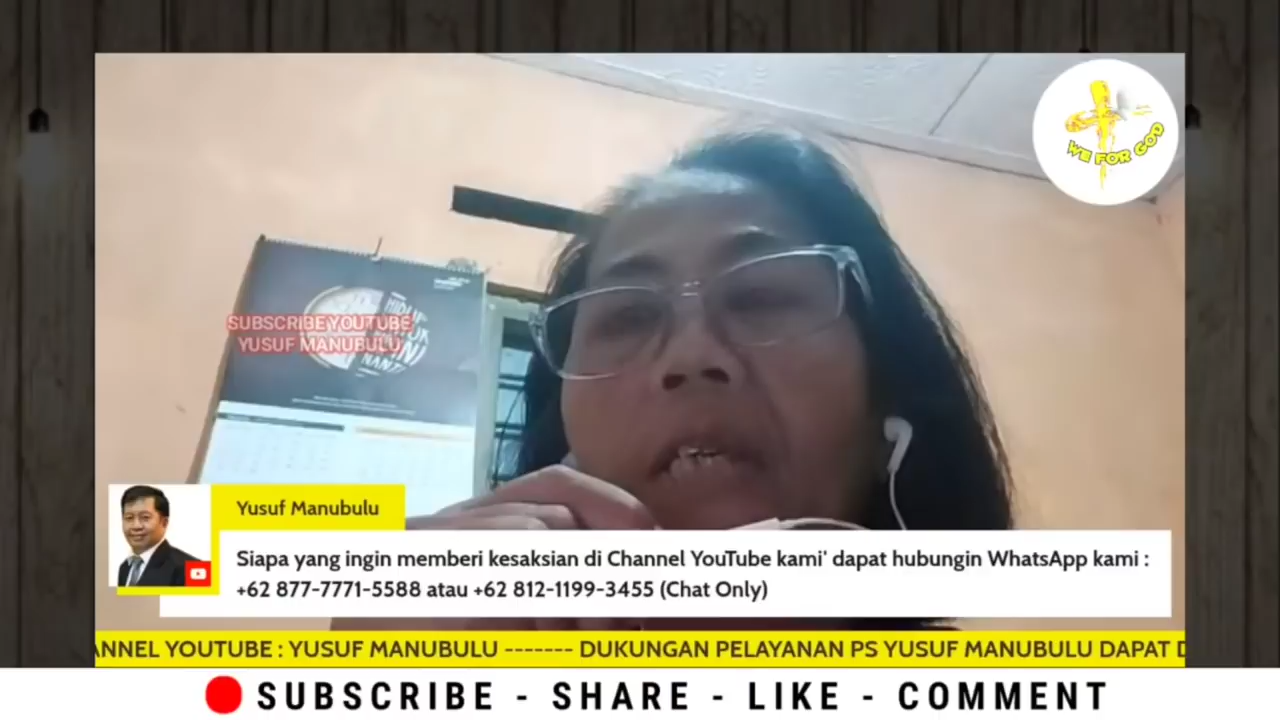 WE FOR GOD
SUBSCRIBE YOUTUBE
YUSUF MANUBULU
Yusuf Manubulu
Siapa yang ingin memberi kesaksian di Channel YouTube kami' dapat hubungin WhatsApp kami :
+62 877-7771-5588 atau +62 812-1199-3455 (Chat Only)
ANNEL YOUTUBE : YUSUF MANUBULU ------- DUKUNGAN PELAYANAN PS YUSUF MANUBULU DAPAT D
SUBSCRIBE - SHARE - LIKE - COMMENT